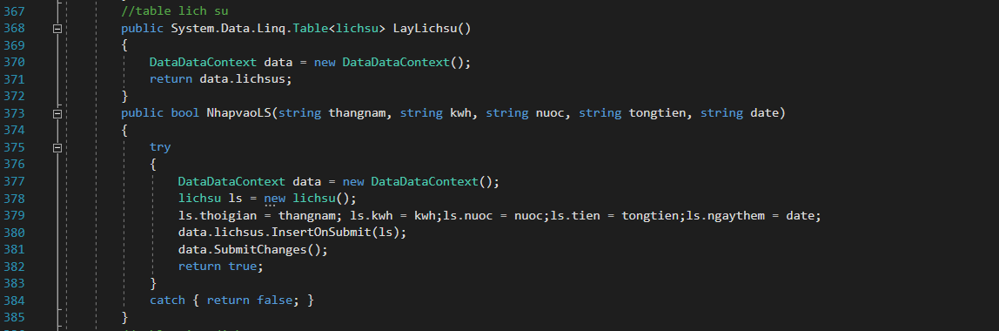 367 //table lich su
368 public System.Data.Linq.Table<lichsu> LayLichsu()
369 {
370 DataDataContext data = new DataDataContext();
371 return data.lichsus;
372 }
373 public bool NhapvaoLS(string thangnam, string kwh, string nuoc, string tongtien, string date)
374 {
375 try
376 {
377 DataDataContext data = new DataDataContext();
378 lichsu ls = new lichsu();
379 ls.thoigian = thangnam; ls.kwh = kwh;ls.nuoc = nuoc;ls.tien = tongtien;ls.ngaythem = date;
380 data.lichsus.InsertOnSubmit(ls);
381 data.SubmitChanges();
382 return true;
383 }
384 catch { return false; }
385 }